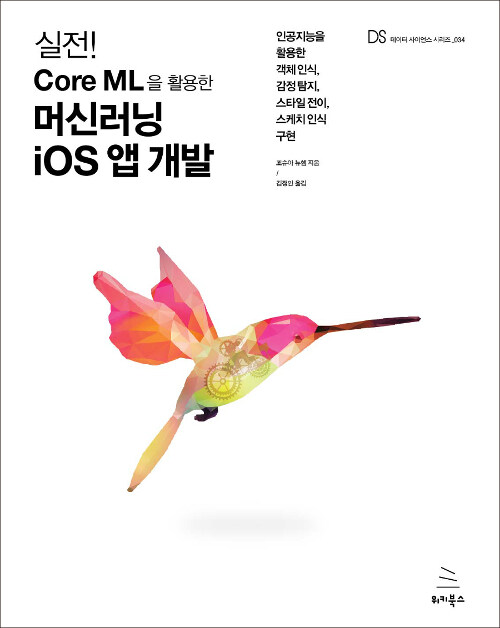 실전!
Core ML을 활용한
머신러닝
iOS 앱 개발
인공지능을
활용한
객체 인식,
감정 탐지,
스타일 전이,
스케치 인식
구현
조슈아 뉴햄 지음
/
김정인 옮김
DS 데이터 사이언스 시리즈_034
위키북스